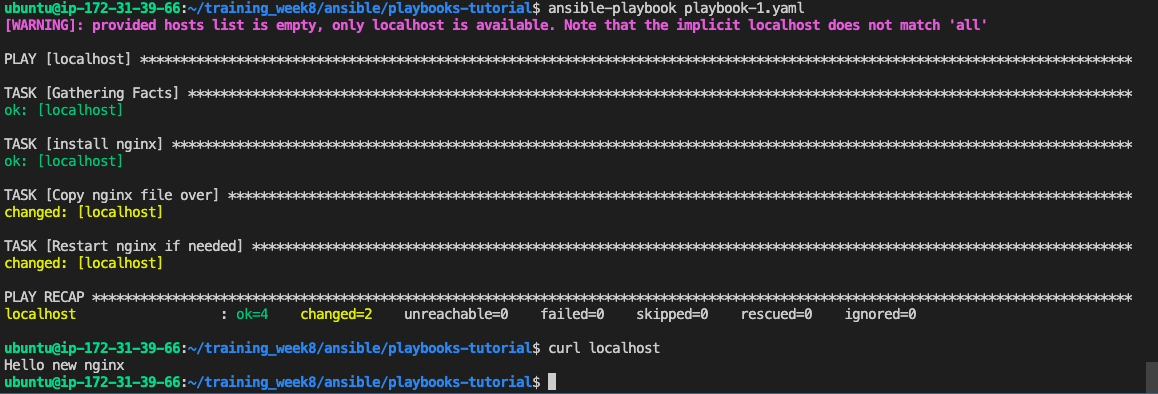 ubuntu@ip-172-31-39-66:~/training_week8/ansible/playbooks-tutorial$ ansible-playbook playbook-1.yaml
[WARNING]: provided hosts list is empty, only localhost is available. Note that the implicit localhost does not match 'all'
PLAY [localhost] ****************************************************************************************************************************
TASK [Gathering Facts] **********************************************************************************************************************
ok: [localhost]
TASK [install nginx] ************************************************************************************************************************
ok: [localhost]
TASK [Copy nginx file over] *****************************************************************************************************************
changed: [localhost]
TASK [Restart nginx if needed] **************************************************************************************************************
changed: [localhost]
PLAY RECAP **********************************************************************************************************************************
localhost                  : ok=4    changed=2    unreachable=0    failed=0    skipped=0    rescued=0    ignored=0
ubuntu@ip-172-31-39-66:~/training_week8/ansible/playbooks-tutorial$ curl localhost
Hello new nginx
ubuntu@ip-172-31-39-66:~/training_week8/ansible/playbooks-tutorial$